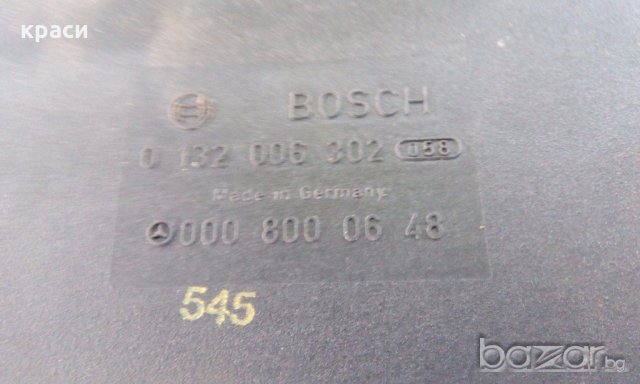 краси
BOSCH
0 132 006 302 058
Made in Germany
000 800 06 48
545
bazar.bg